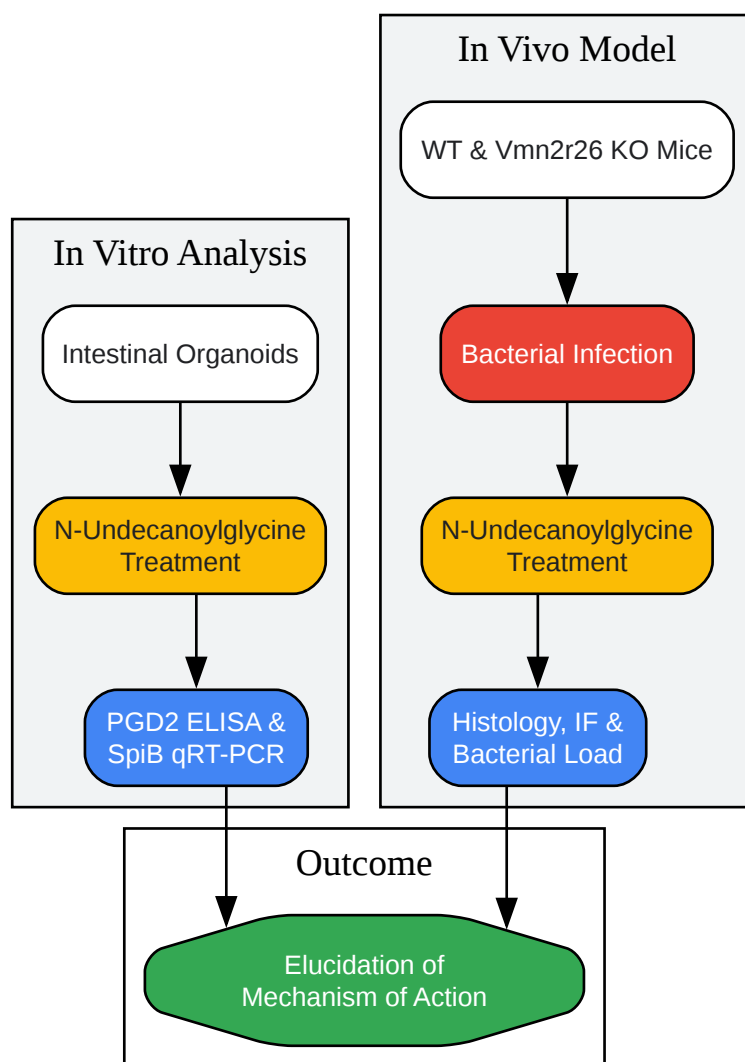 In Vitro Analysis
Intestinal Organoids
N-Undecanoylglycine
Treatment
PGD2 ELISA &
SpiB qRT-PCR
In Vivo Model
WT & Vmn2r26 KO Mice
Bacterial Infection
N-Undecanoylglycine
Treatment
Histology, IF &
Bacterial Load
Outcome
Elucidation of
Mechanism of Action